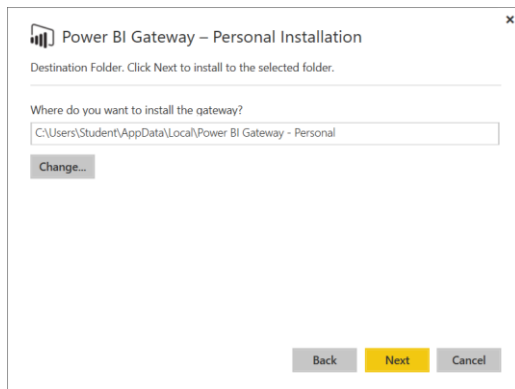 Power BI Gateway – Personal Installation
Destination Folder. Click Next to install to the selected folder.
Where do you want to install the gateway?
C:\Users\Student\AppData\Local\Power BI Gateway - Personal
Change...
Back Next Cancel